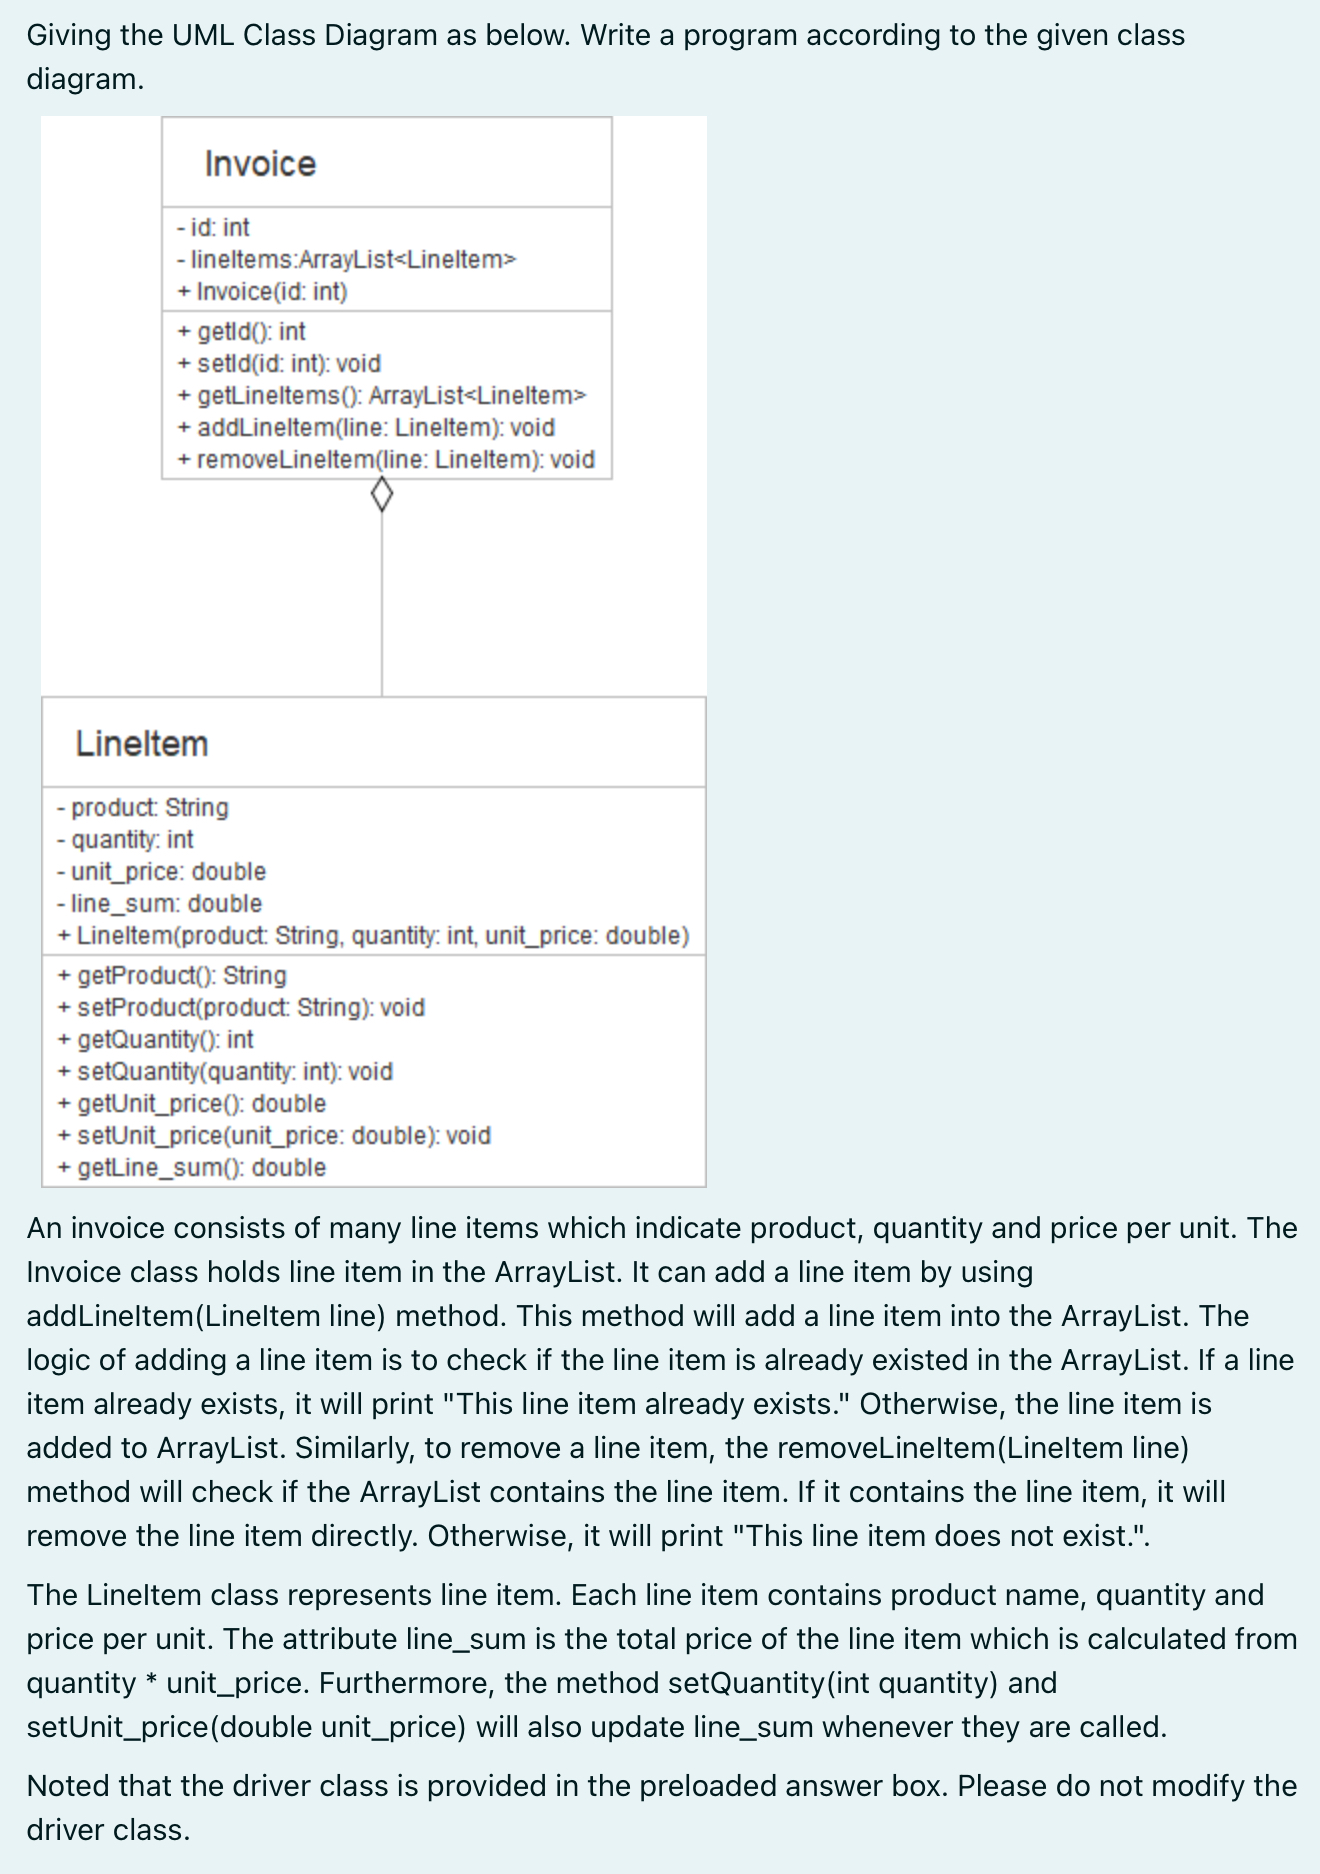 Giving the UML Class Diagram as below. Write a program according to the given class
diagram.
Invoice
- id: int
- lineItems:ArrayList<LineItem>
+ Invoice(id: int)
+ getId(): int
+ setId(id: int): void
+ getLineItems(): ArrayList<LineItem>
+ addLineItem(line: LineItem): void
+ removeLineItem(line: LineItem): void
LineItem
- product: String
- quantity: int
- unit_price: double
- line_sum: double
+ LineItem(product: String, quantity: int, unit_price: double)
+ getProduct(): String
+ setProduct(product: String): void
+ getQuantity(): int
+ setQuantity(quantity: int): void
+ getUnit_price(): double
+ setUnit_price(unit_price: double): void
+ getLine_sum(): double
An invoice consists of many line items which indicate product, quantity and price per unit. The
Invoice class holds line item in the ArrayList. It can add a line item by using
addLineItem(LineItem line) method. This method will add a line item into the ArrayList. The
logic of adding a line item is to check if the line item is already existed in the ArrayList. If a line
item already exists, it will print "This line item already exists." Otherwise, the line item is
added to ArrayList. Similarly, to remove a line item, the removeLineItem(LineItem line)
method will check if the ArrayList contains the line item. If it contains the line item, it will
remove the line item directly. Otherwise, it will print "This line item does not exist.".
The LineItem class represents line item. Each line item contains product name, quantity and
price per unit. The attribute line_sum is the total price of the line item which is calculated from
quantity * unit_price. Furthermore, the method setQuantity(int quantity) and
setUnit_price(double unit_price) will also update line_sum whenever they are called.
Noted that the driver class is provided in the preloaded answer box. Please do not modify the
driver class.